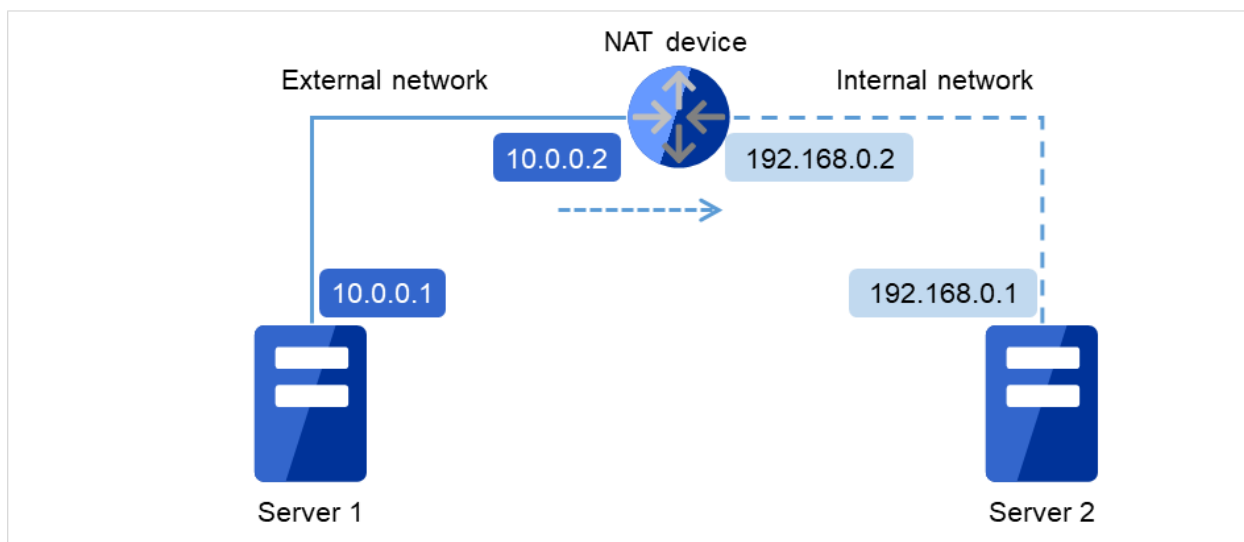 NAT device
External network
Internal network
10.0.0.2
192.168.0.2
10.0.0.1
192.168.0.1
Server 1
Server 2